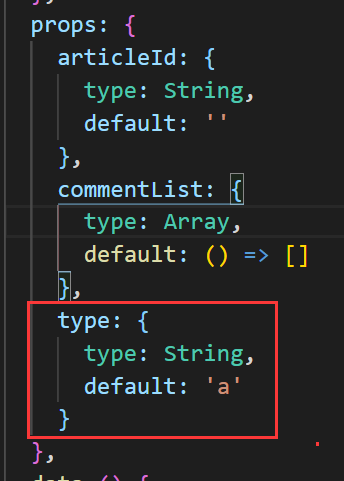 },
props: {
articleId: {
type: String,
default: ''
},
commentList: {
type: Array,
default: () => []
},
type: {
type: String,
default: 'a'
}
},
data () {